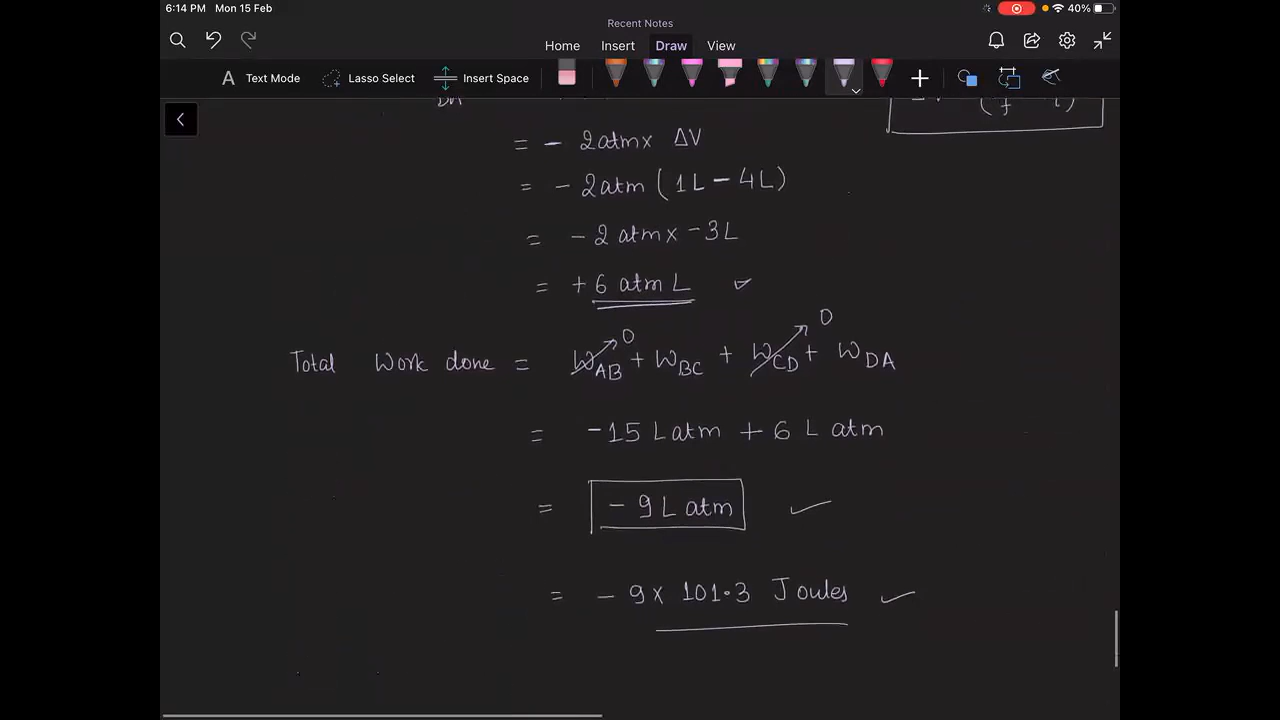 6:14 PM Mon 15 Feb
40%
Recent Notes
Home Insert Draw View
Text Mode Lasso Select Insert Space
= - 2atm x ΔV
= - 2atm (1L - 4L)
= - 2 atm x -3L
= + 6 atm L
Total Work done = W_AB 0 + W_BC + W_CD 0 + W_DA
= -15 L atm + 6 L atm
= - 9 L atm
= - 9 x 101.3 Joules